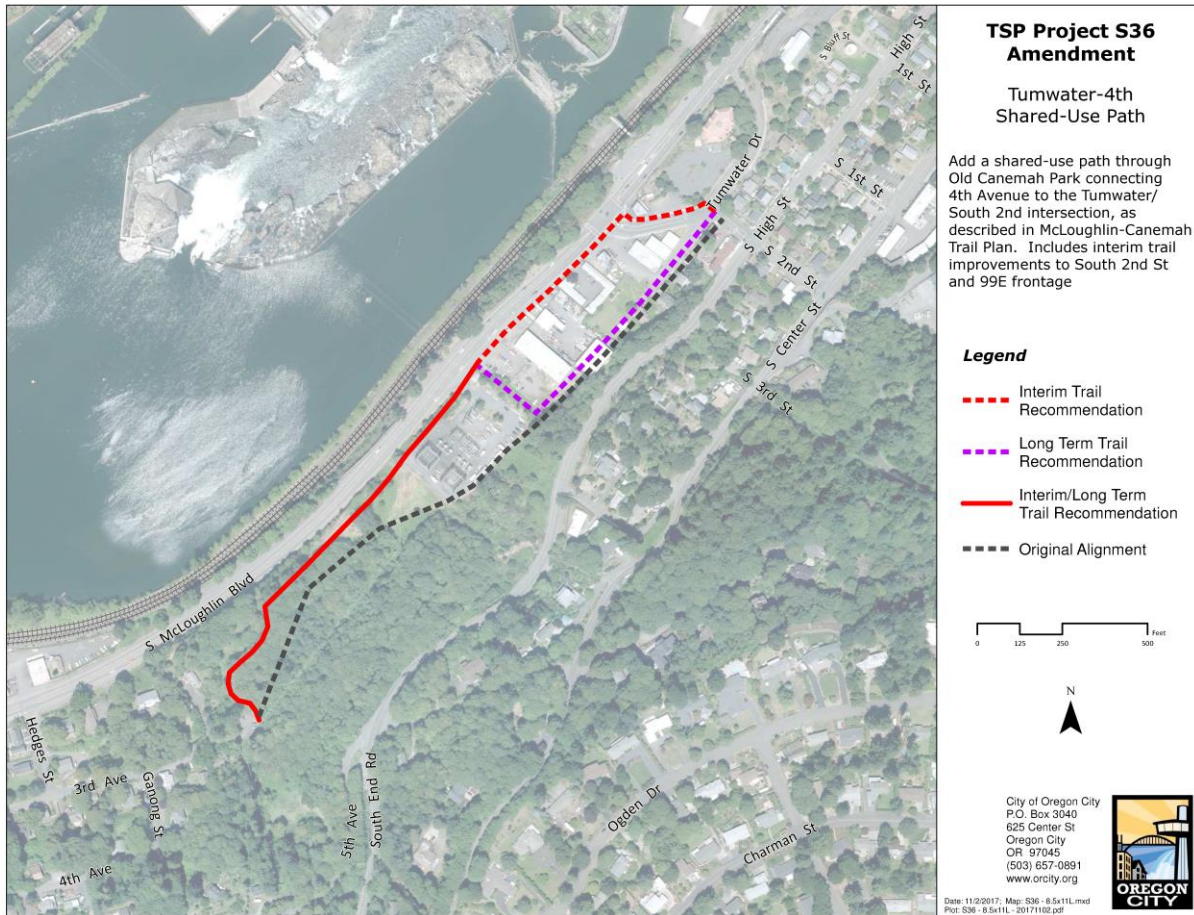 TSP Project S36
Amendment
Tumwater-4th
Shared-Use Path
Add a shared-use path through
Old Canemah Park connecting
4th Avenue to the Tumwater/
South 2nd intersection, as
described in McLoughlin-Canemah
Trail Plan. Includes interim trail
improvements to South 2nd St
and 99E frontage
Legend
Interim Trail
Recommendation
Long Term Trail
Recommendation
Interim/Long Term
Trail Recommendation
Original Alignment
Feet
0 125 250 500
N
City of Oregon City
P.O. Box 3040
625 Center St
Oregon City
OR 97045
(503) 657-0891
www.orcity.org
OREGON
CITY
Date: 11/2/2017; Map: S36 - 8.5x11L.mxd
Plot: S36 - 8.5x11L - 20171102.pdf
S Bluff St
High St
1st St
Tumwater Dr
S 1st St
S High St
S 2nd St
S Center St
S 3rd St
S McLoughlin Blvd
Hedges St
3rd Ave
Ganong St
4th Ave
5th Ave
South End Rd
Ogden Dr
Charman St